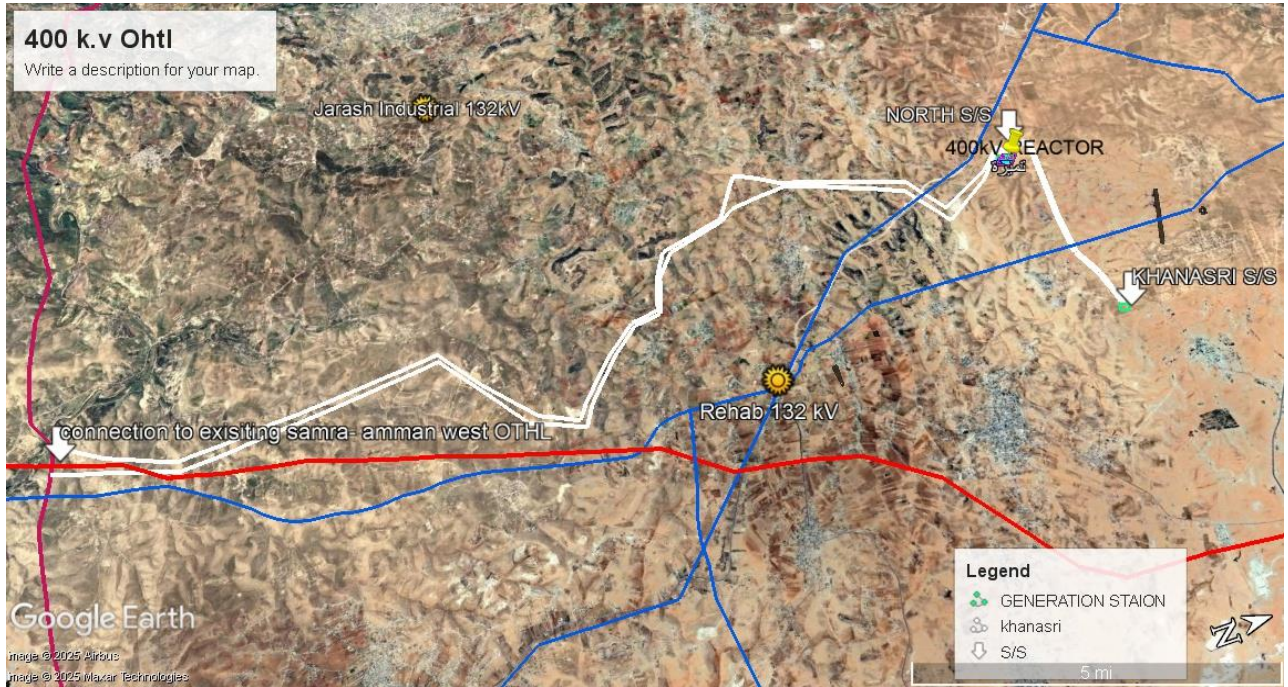 400 k.v Ohtl
Write a description for your map.
Jarash Industrial 132kV
NORTH S/S
400kV REACTOR
KHANASRI S/S
Rehab 132 kV
connection to exisiting samra- amman west OTHL
Legend
GENERATION STAION
khanasri
S/S
Google Earth
Image © 2025 Airbus
Image © 2025 Maxar Technologies
N
5 mi